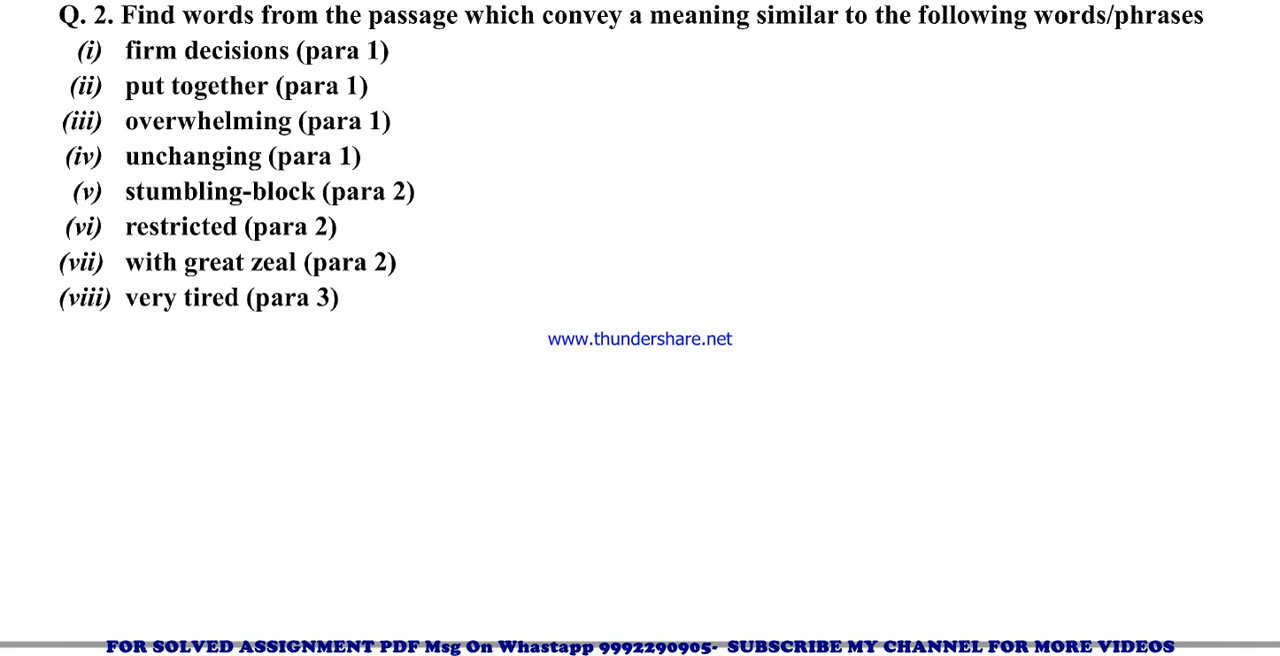 Q. 2. Find words from the passage which convey a meaning similar to the following words/phrases
(i) firm decisions (para 1)
(ii) put together (para 1)
(iii) overwhelming (para 1)
(iv) unchanging (para 1)
(v) stumbling-block (para 2)
(vi) restricted (para 2)
(vii) with great zeal (para 2)
(viii) very tired (para 3)
www.thundershare.net
FOR SOLVED ASSIGNMENT PDF Msg On Whastapp 9992290905- SUBSCRIBE MY CHANNEL FOR MORE VIDEOS